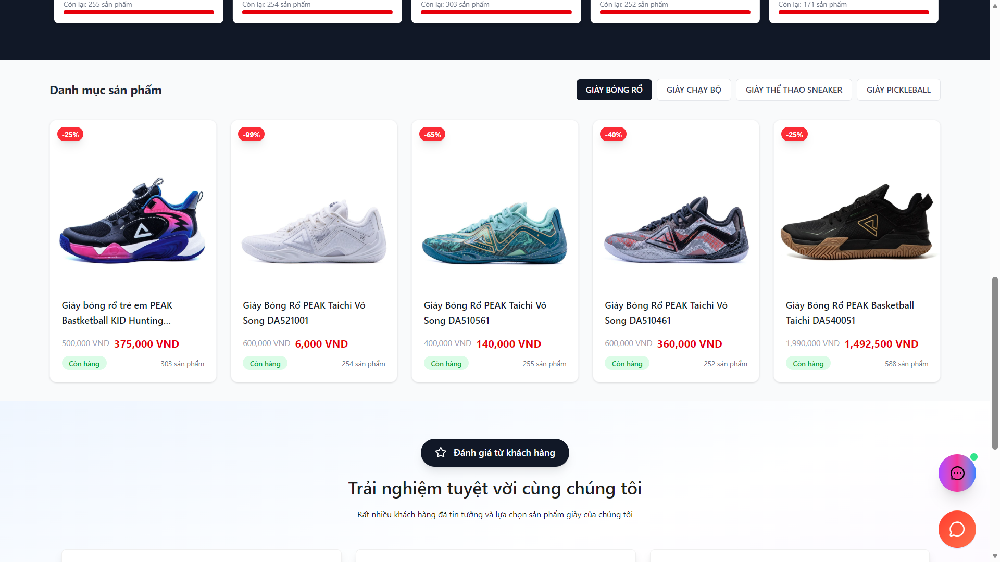 Còn lại: 255 sản phẩm
Còn lại: 254 sản phẩm
Còn lại: 303 sản phẩm
Còn lại: 252 sản phẩm
Còn lại: 171 sản phẩm
Danh mục sản phẩm
GIÀY BÓNG RỔ
GIÀY CHẠY BỘ
GIÀY THỂ THAO SNEAKER
GIÀY PICKLEBALL
-25%
Giày bóng rổ trẻ em PEAK
Bastketball KID Hunting...
500,000 VND 375,000 VND
Còn hàng 303 sản phẩm
-99%
Giày Bóng Rổ PEAK Taichi Vô
Song DA521001
600,000 VND 6,000 VND
Còn hàng 254 sản phẩm
-65%
Giày Bóng Rổ PEAK Taichi Vô
Song DA510561
400,000 VND 140,000 VND
Còn hàng 255 sản phẩm
-40%
Giày Bóng Rổ PEAK Taichi Vô
Song DA510461
600,000 VND 360,000 VND
Còn hàng 252 sản phẩm
-25%
Giày Bóng Rổ PEAK Basketball
Taichi DA540051
1,990,000 VND 1,492,500 VND
Còn hàng 588 sản phẩm
Đánh giá từ khách hàng
Trải nghiệm tuyệt vời cùng chúng tôi
Rất nhiều khách hàng đã tin tưởng và lựa chọn sản phẩm giày của chúng tôi